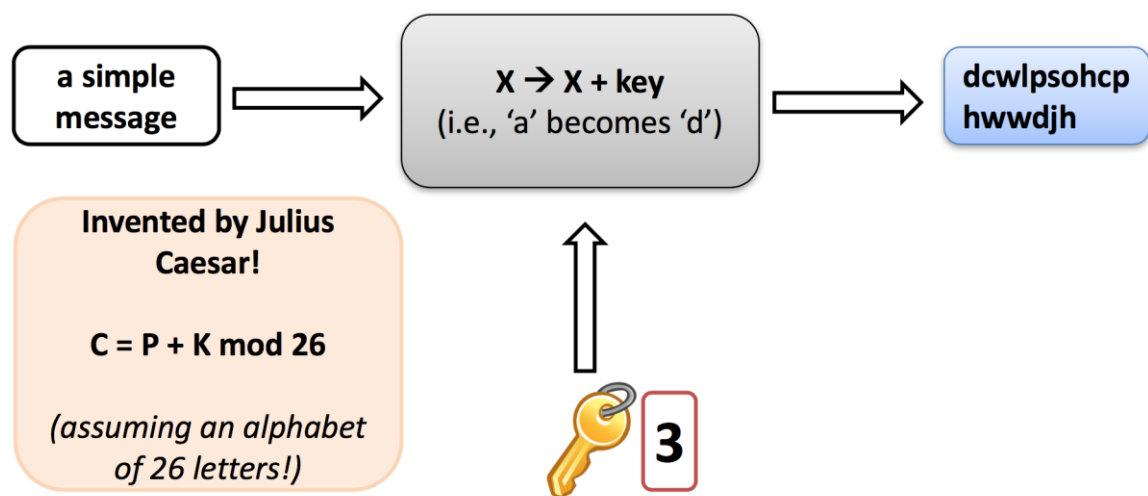 a simple
message
X → X + key
(i.e., ‘a’ becomes ‘d’)
dcwlpsohcp
hwwdjh
Invented by Julius
Caesar!
C = P + K mod 26
(assuming an alphabet
of 26 letters!)
3